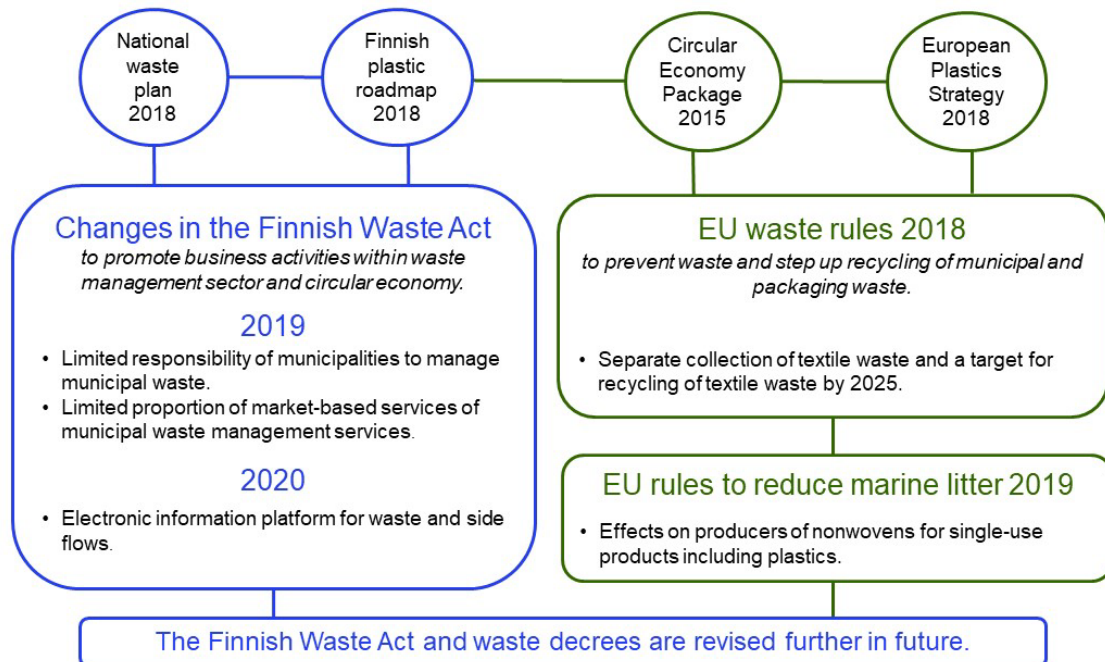 National
waste
plan
2018
Finnish
plastic
roadmap
2018
Circular
Economy
Package
2015
European
Plastics
Strategy
2018
Changes in the Finnish Waste Act
to promote business activities within waste
management sector and circular economy.
2019
• Limited responsibility of municipalities to manage
municipal waste.
• Limited proportion of market-based services of
municipal waste management services.
2020
• Electronic information platform for waste and side
flows.
EU waste rules 2018
to prevent waste and step up recycling of municipal and
packaging waste.
• Separate collection of textile waste and a target for
recycling of textile waste by 2025.
EU rules to reduce marine litter 2019
• Effects on producers of nonwovens for single-use
products including plastics.
The Finnish Waste Act and waste decrees are revised further in future.